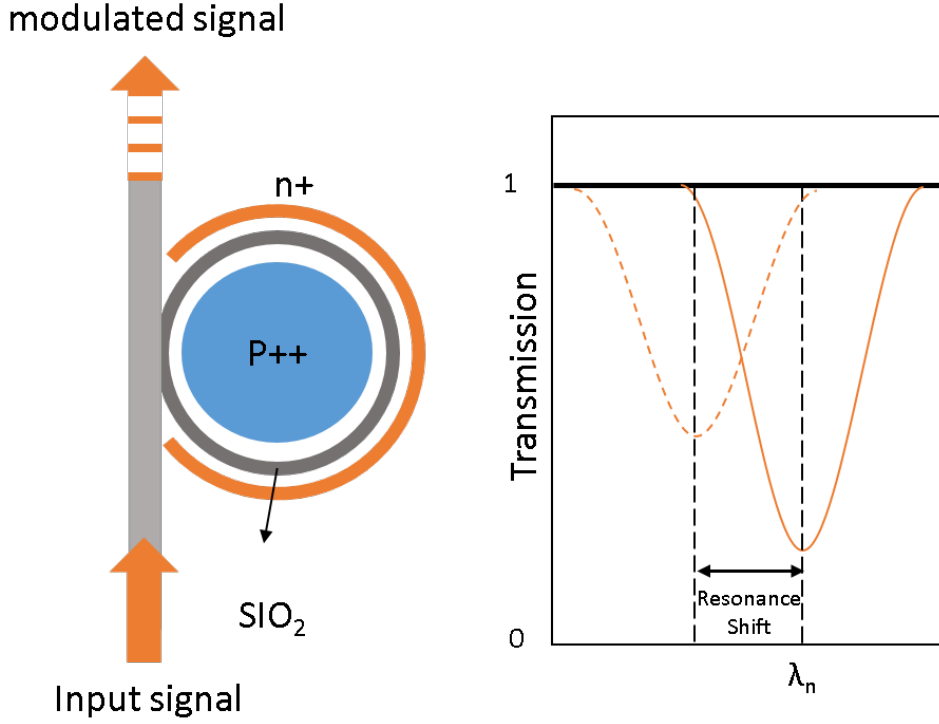 modulated signal
n+
P++
SIO₂
Input signal
1
Transmission
Resonance
Shift
0
λₙ